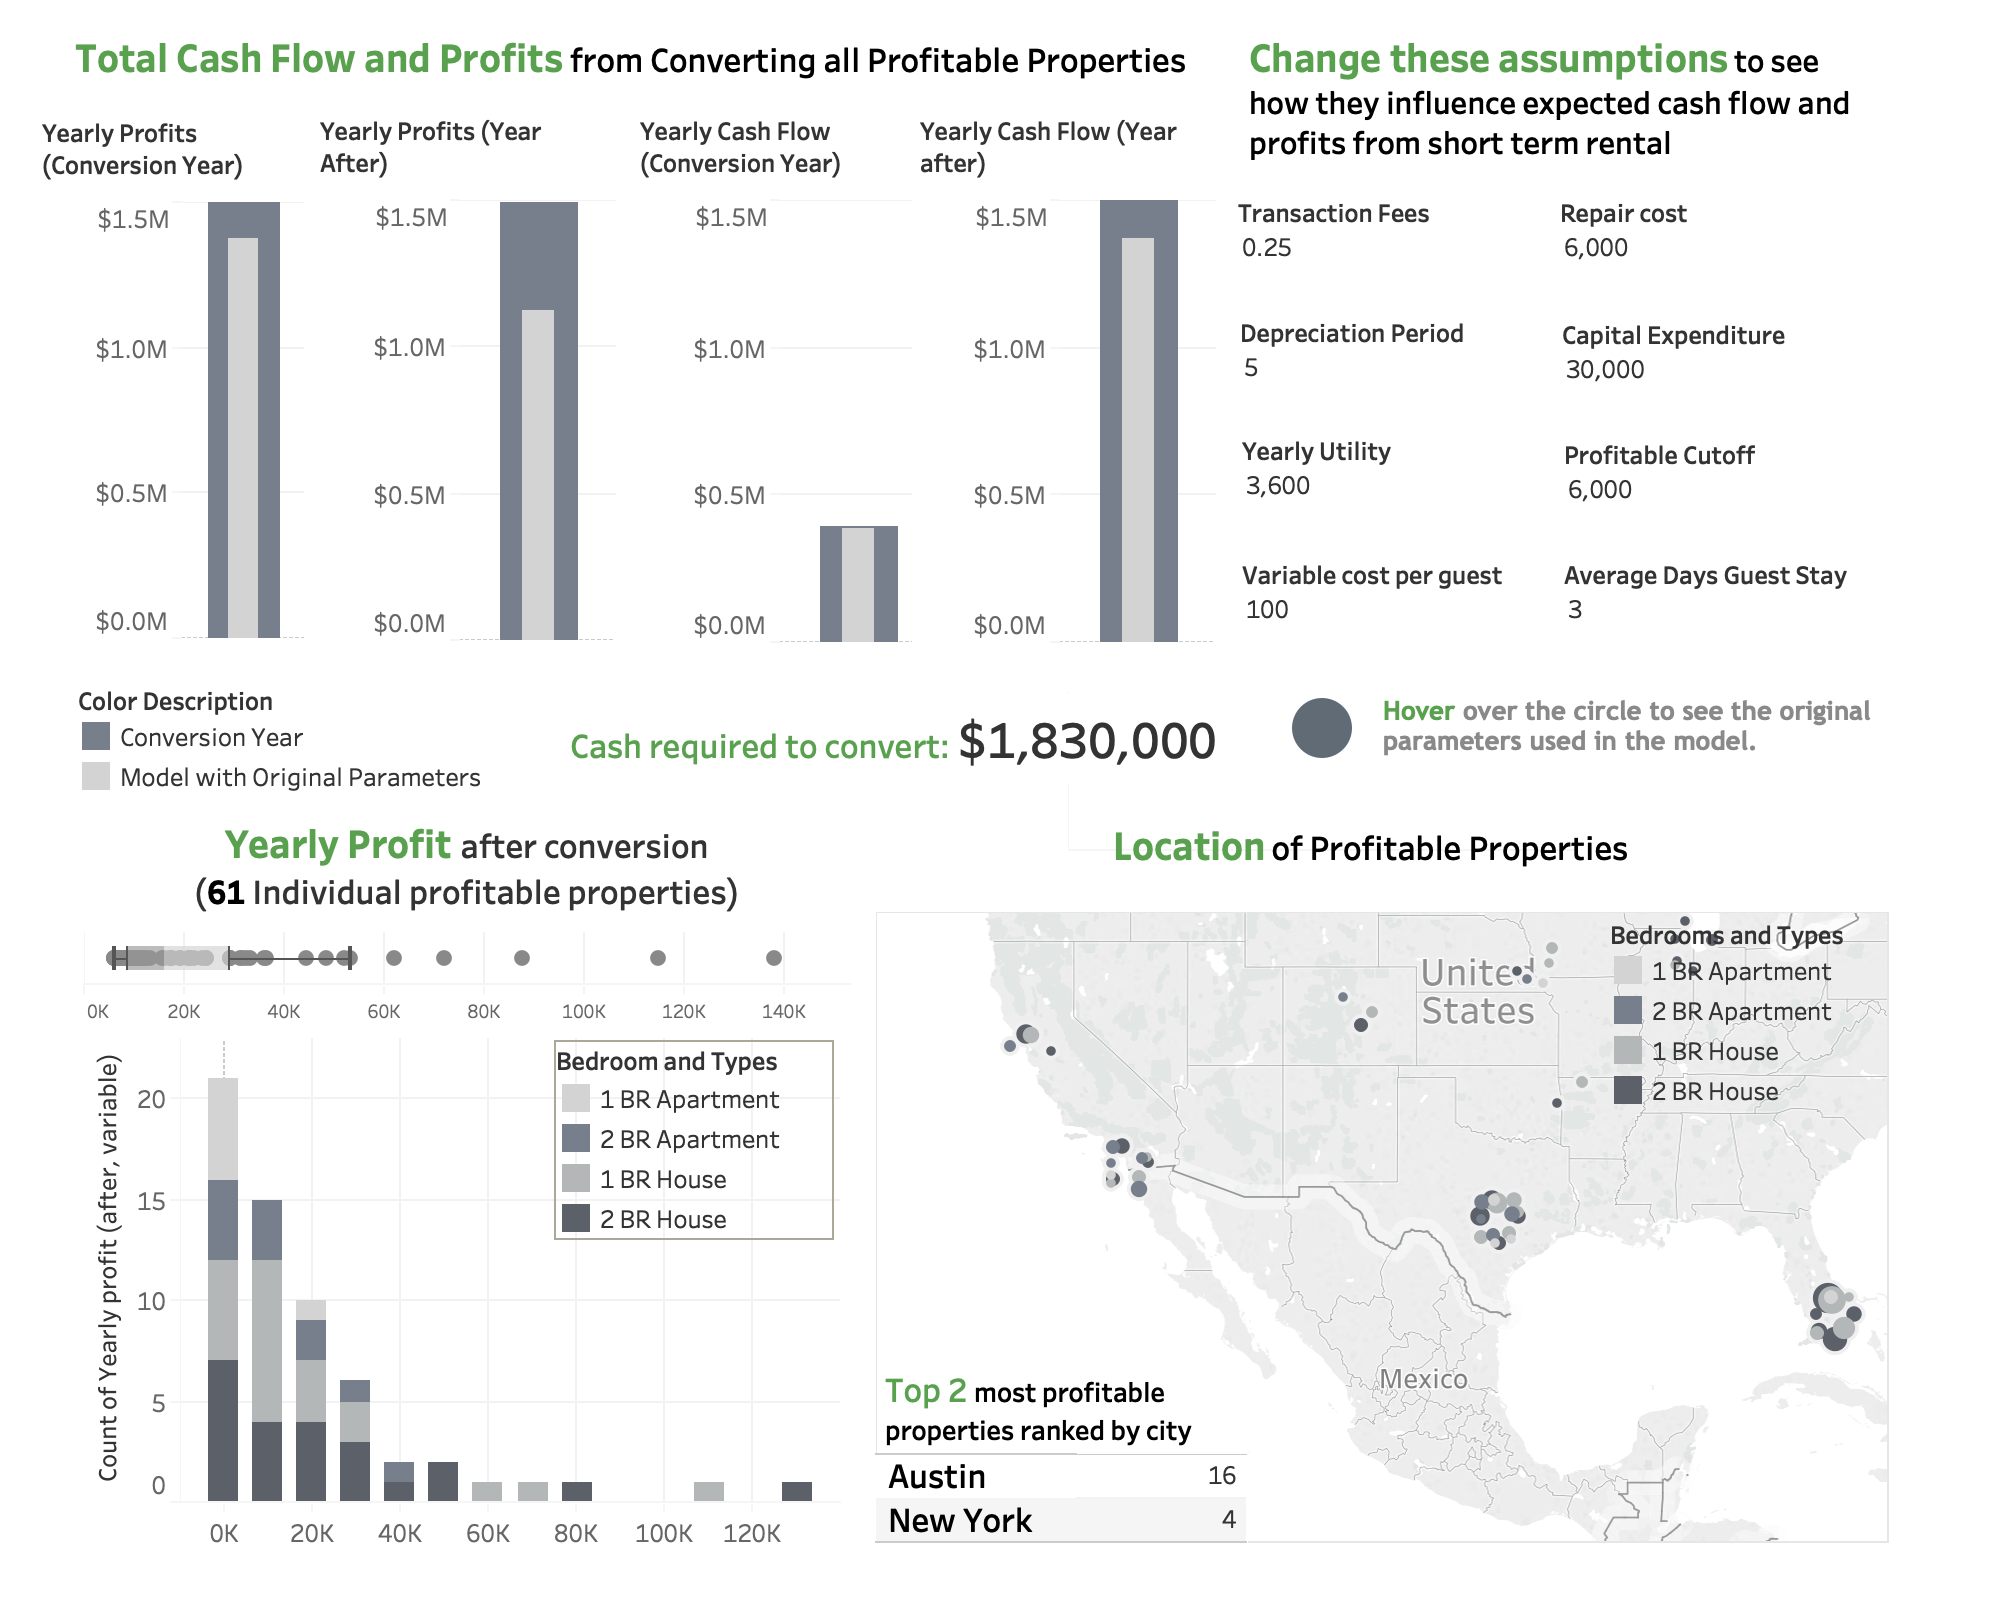 Total Cash Flow and Profits from Converting all Profitable Properties
Yearly Profits
(Conversion Year)
$1.5M
$1.0M
$0.5M
$0.0M
Yearly Profits (Year
After)
$1.5M
$1.0M
$0.5M
$0.0M
Yearly Cash Flow
(Conversion Year)
$1.5M
$1.0M
$0.5M
$0.0M
Yearly Cash Flow (Year
after)
$1.5M
$1.0M
$0.5M
$0.0M
Change these assumptions to see
how they influence expected cash flow and
profits from short term rental
Transaction Fees
0.25
Repair cost
6,000
Depreciation Period
5
Capital Expenditure
30,000
Yearly Utility
3,600
Profitable Cutoff
6,000
Variable cost per guest
100
Average Days Guest Stay
3
Color Description
Conversion Year
Model with Original Parameters
Cash required to convert: $1,830,000
Hover over the circle to see the original
parameters used in the model.
Yearly Profit after conversion
(61 Individual profitable properties)
0K 20K 40K 60K 80K 100K 120K 140K
Count of Yearly profit (after, variable)
20
15
10
5
0
Bedroom and Types
1 BR Apartment
2 BR Apartment
1 BR House
2 BR House
0K 20K 40K 60K 80K 100K 120K
Location of Profitable Properties
United
States
Mexico
Bedrooms and Types
1 BR Apartment
2 BR Apartment
1 BR House
2 BR House
Top 2 most profitable
properties ranked by city
Austin 16
New York 4